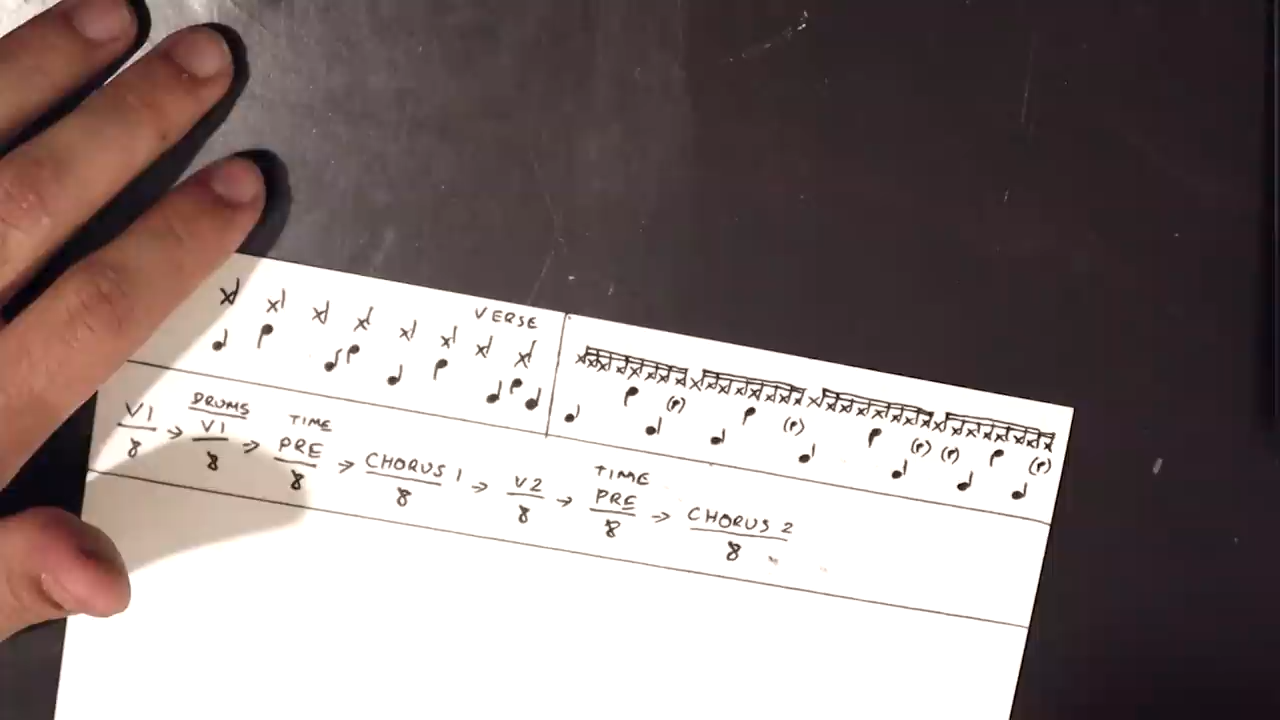 VERSE
V1/8 → DRUMS V1/8 → TIME PRE/8 → CHORUS 1/8 → V2/8 → TIME PRE/8 → CHORUS 2/8